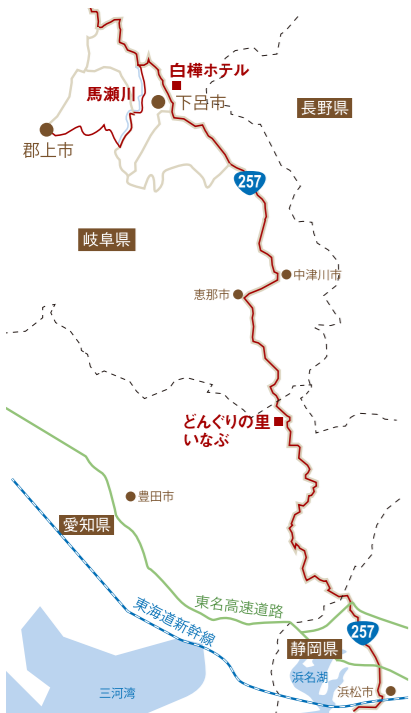 白樺ホテル
馬瀬川
下呂市
長野県
郡上市
257
岐阜県
中津川市
恵那市
どんぐりの里
いなぶ
豊田市
愛知県
東名高速道路
東海道新幹線
257
静岡県
浜名湖
三河湾
浜松市